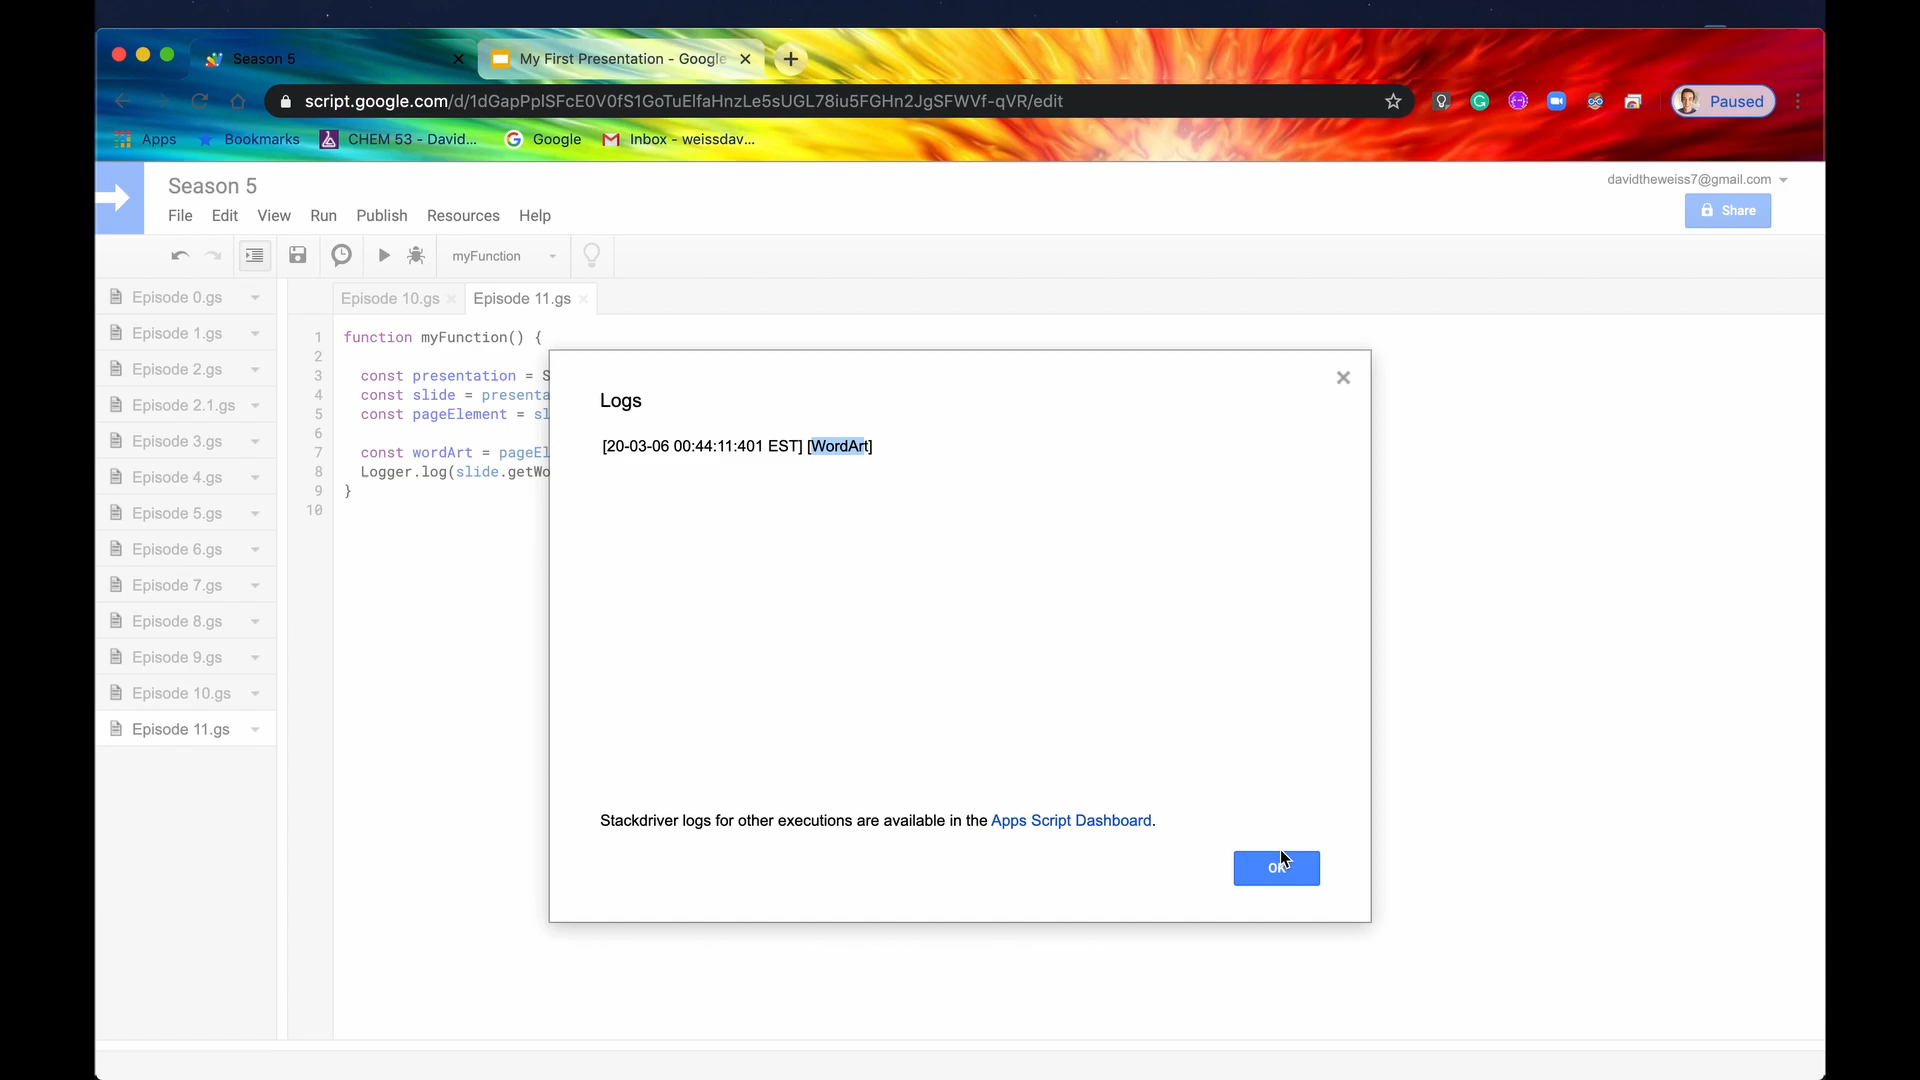 Season 5
My First Presentation - Google
script.google.com/d/1dGapPplSFcE0V0fS1GoTuElfaHnzLe5sUGL78iu5FGHn2JgSFWVf-qVR/edit
Paused
Apps
Bookmarks
CHEM 53 - David...
Google
Inbox - weissdav...
Season 5
davidtheweiss7@gmail.com
File Edit View Run Publish Resources Help
Share
myFunction
Episode 0.gs
Episode 1.gs
Episode 2.gs
Episode 2.1.gs
Episode 3.gs
Episode 4.gs
Episode 5.gs
Episode 6.gs
Episode 7.gs
Episode 8.gs
Episode 9.gs
Episode 10.gs
Episode 11.gs
Episode 10.gs
Episode 11.gs
1 function myFunction() {
2
3 const presentation = S
4 const slide = presenta
5 const pageElement = sl
6
7 const wordArt = pageEl
8 Logger.log(slide.getWo
9 }
10
Logs
[20-03-06 00:44:11:401 EST] [WordArt]
Stackdriver logs for other executions are available in the Apps Script Dashboard.
OK